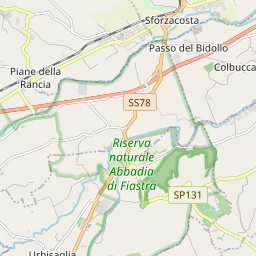 Sforzacosta
Passo del Bidollo
Piane della
Rancia
Colbucca
SS78
Riserva
naturale
Abbadia
di Fiastra
SP131
Urbisaglia